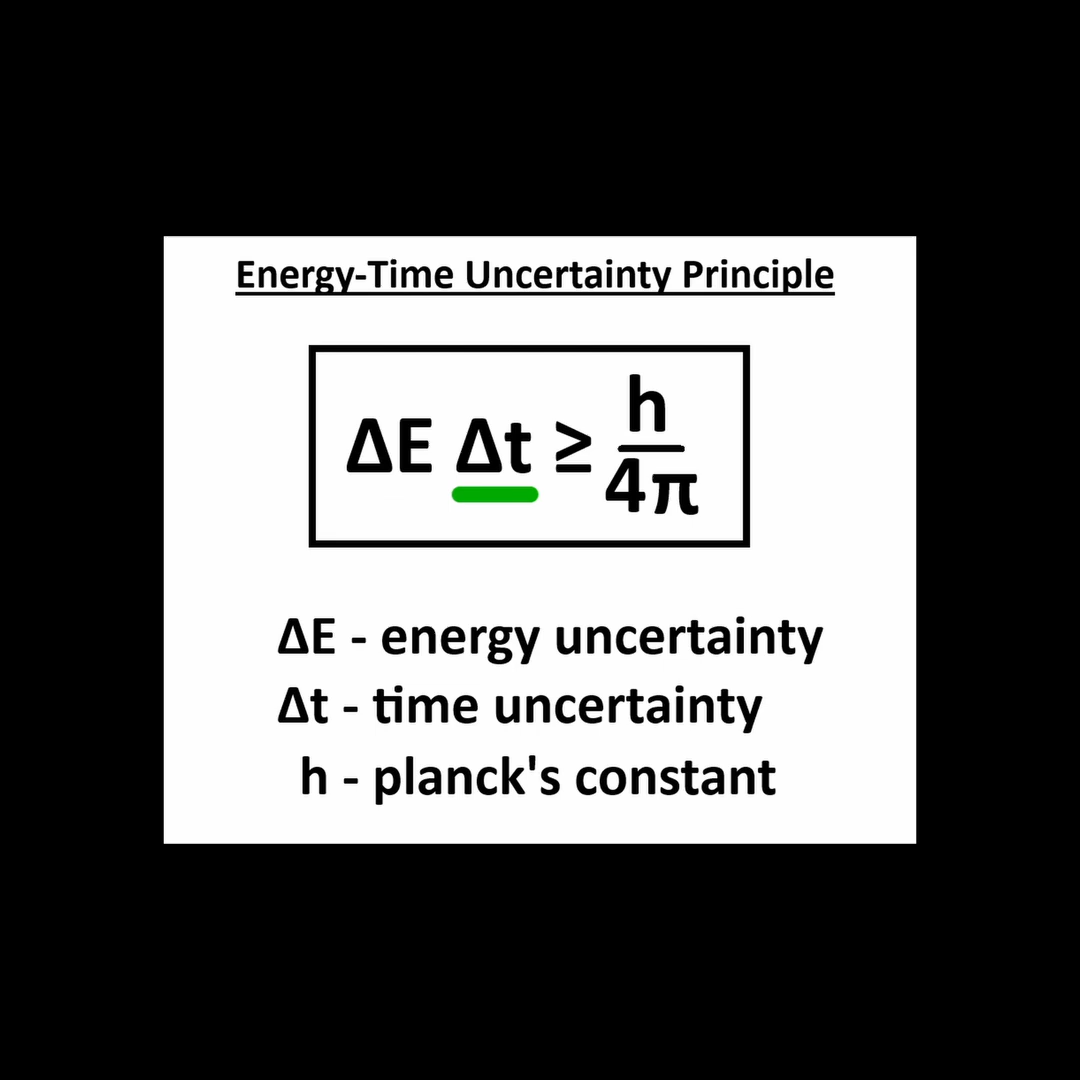 Energy-Time Uncertainty Principle
ΔE Δt ≥ h/4π
ΔE - energy uncertainty
Δt - time uncertainty
h - planck's constant